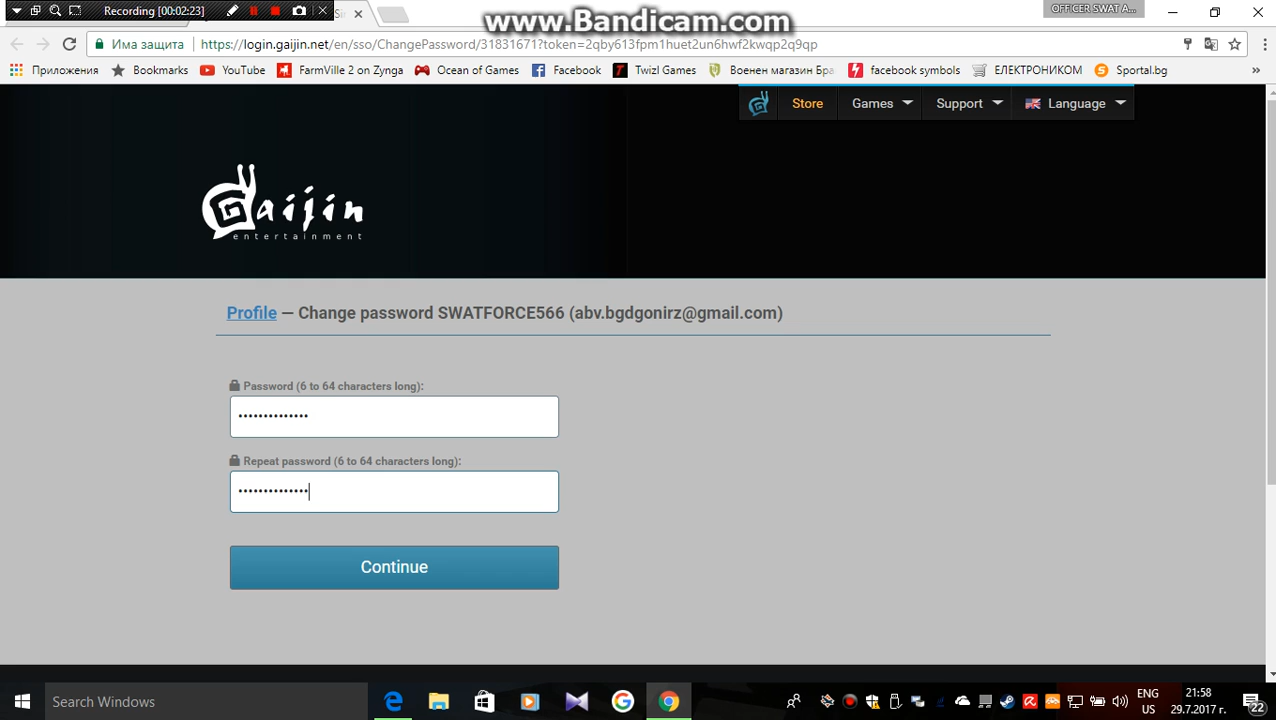 Recording [00:02:23]
www.Bandicam.com
OFFICER SWAT A...
Има защита
https://login.gaijin.net/en/sso/ChangePassword/31831671?token=2qby613fpm1huet2un6hwf2kwqp2q9qp
Приложения Bookmarks YouTube FarmVille 2 on Zynga Ocean of Games Facebook Twizl Games Военен магазин Бра facebook symbols ЕЛЕКТРОНИКОМ Sportal.bg »
Store Games Support Language
Gaijin
entertainment
Profile — Change password SWATFORCE566 (abv.bgdgonirz@gmail.com)
Password (6 to 64 characters long):
••••••••••••••
Repeat password (6 to 64 characters long):
••••••••••••••
Continue
Search Windows
ENG 21:58
US 29.7.2017 г.
22